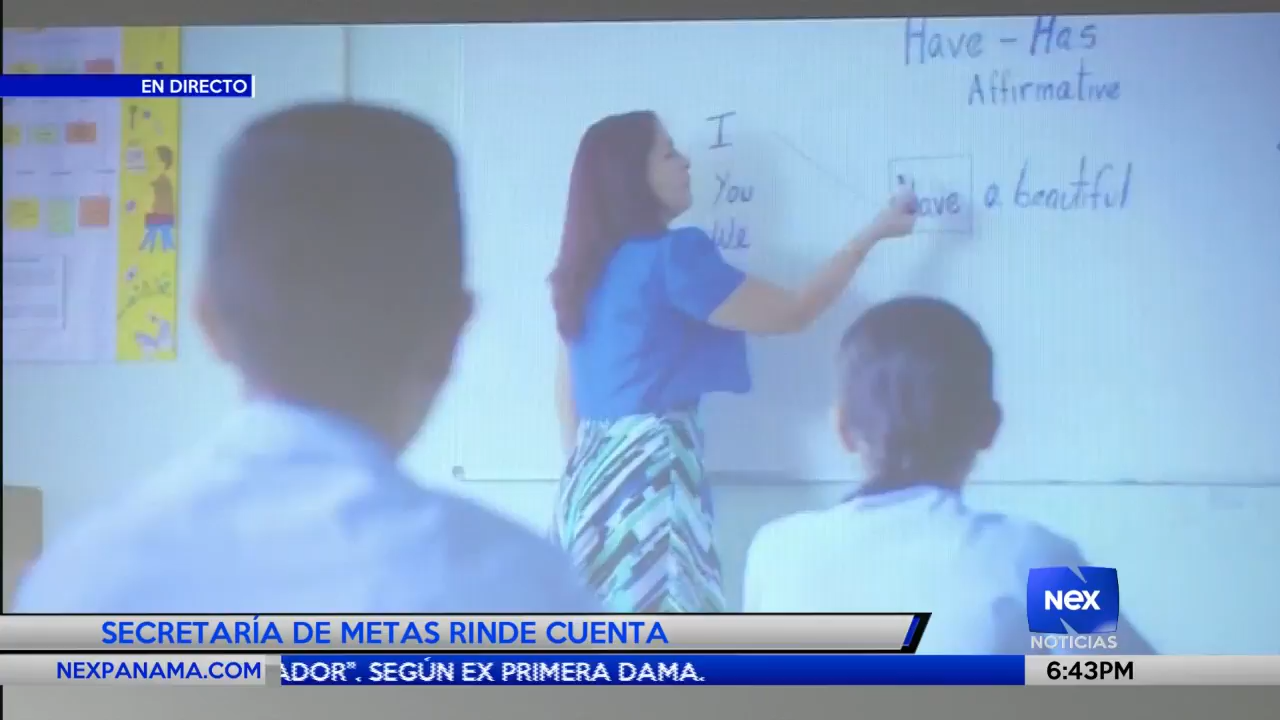 Have - Has
Affirmative
EN DIRECTO
I
You
We
have a beautiful
SECRETARÍA DE METAS RINDE CUENTA
NEX
NOTICIAS
NEXPANAMA.COM
ADOR". SEGÚN EX PRIMERA DAMA.
6:43PM